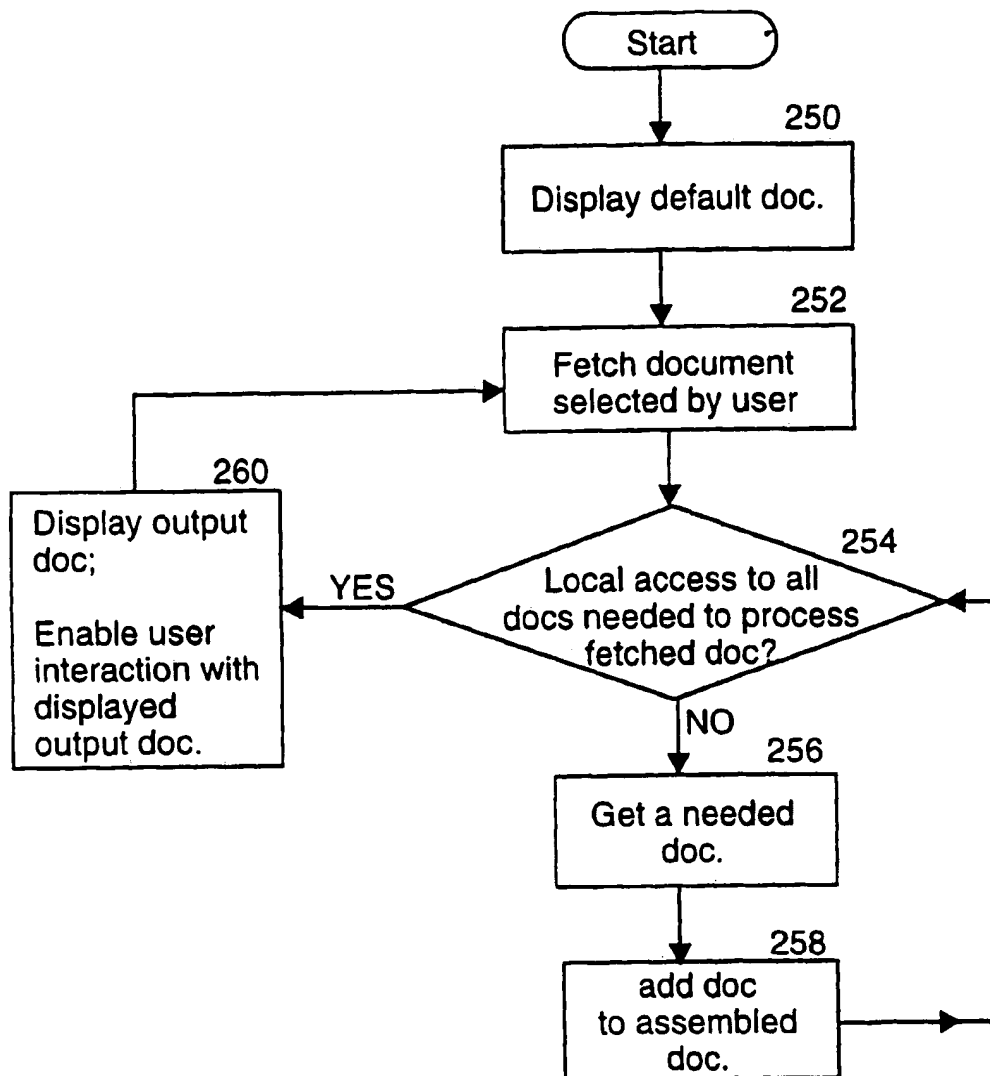 Start
250
Display default doc.
252
Fetch document
selected by user
260
Display output
doc;
Enable user
interaction with
displayed
output doc.
YES
254
Local access to all
docs needed to process
fetched doc?
NO
256
Get a needed
doc.
258
add doc
to assembled
doc.